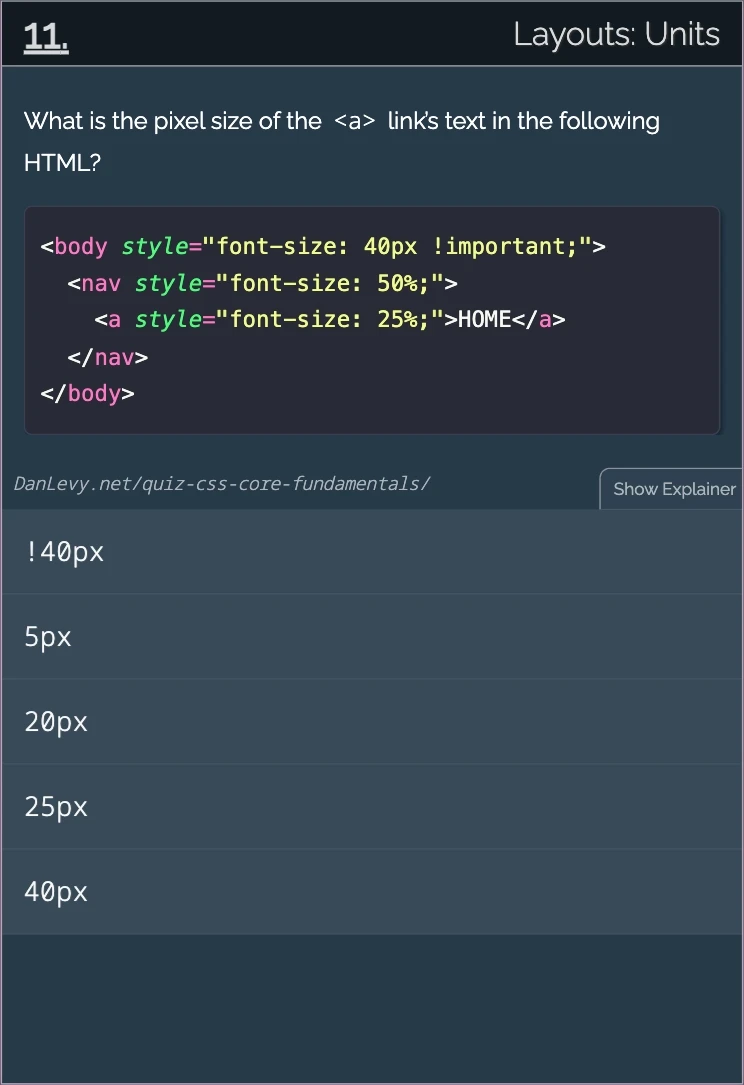 11.
Layouts: Units
What is the pixel size of the <a> link's text in the following
HTML?
<body style="font-size: 40px !important;">
<nav style="font-size: 50%;">
<a style="font-size: 25%;">HOME</a>
</nav>
</body>
DanLevy.net/quiz-css-core-fundamentals/
Show Explainer
!40px
5px
20px
25px
40px